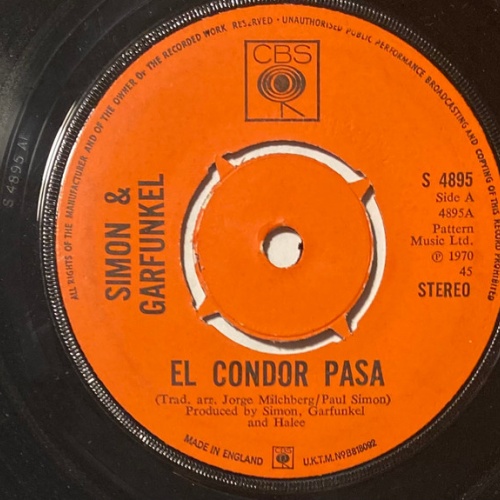 ALL RIGHTS OF THE MANUFACTURER AND OF THE OWNER OF THE RECORDED WORK RESERVED · UNAUTHORISED PUBLIC PERFORMANCE BROADCASTING AND COPYING OF THIS RECORD PROHIBITED
CBS
S 4895 A1
SIMON &
GARFUNKEL
S 4895
Side A
4895A
Pattern
Music Ltd.
℗ 1970
45
STEREO
EL CONDOR PASA
(Trad. arr. Jorge Milchberg/Paul Simon)
Produced by Simon, Garfunkel
and Halee
MADE IN ENGLAND
U.K.T.M.NºB818092